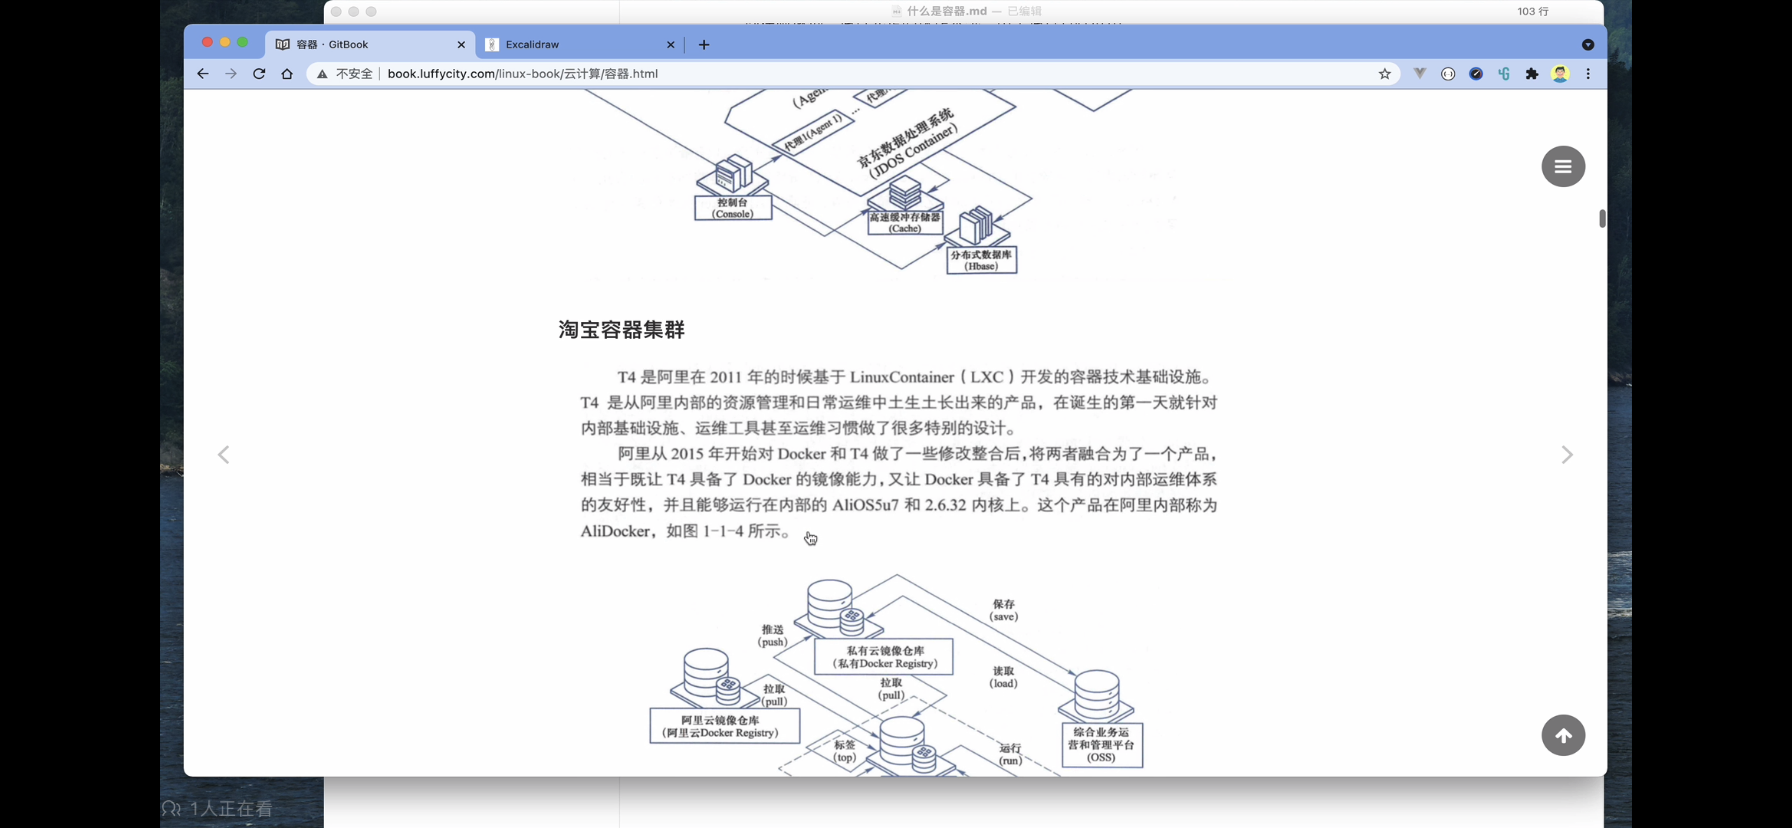 什么是容器.md — 已编辑
103 行
容器 · GitBook
Excalidraw
不安全
book.luffycity.com/linux-book/云计算/容器.html
代理1(Agent 1)
...
京东数据处理系统
(JDOS Container)
控制台
(Console)
高速缓冲存储器
(Cache)
分布式数据库
(Hbase)
淘宝容器集群
T4 是阿里在 2011 年的时候基于 LinuxContainer（LXC）开发的容器技术基础设施。
T4 是从阿里内部的资源管理和日常运维中土生土长出来的产品，在诞生的第一天就针对
内部基础设施、运维工具甚至运维习惯做了很多特别的设计。
阿里从 2015 年开始对 Docker 和 T4 做了一些修改整合后，将两者融合为了一个产品，
相当于既让 T4 具备了 Docker 的镜像能力，又让 Docker 具备了 T4 具有的对内部运维体系
的友好性，并且能够运行在内部的 AliOS5u7 和 2.6.32 内核上。这个产品在阿里内部称为
AliDocker，如图 1-1-4 所示。
保存
(save)
推送
(push)
私有云镜像仓库
(私有Docker Registry)
读取
(load)
拉取
(pull)
拉取
(pull)
阿里云镜像仓库
(阿里云Docker Registry)
综合业务运
营和管理平台
(OSS)
标签
(top)
运行
(run)
1人正在看